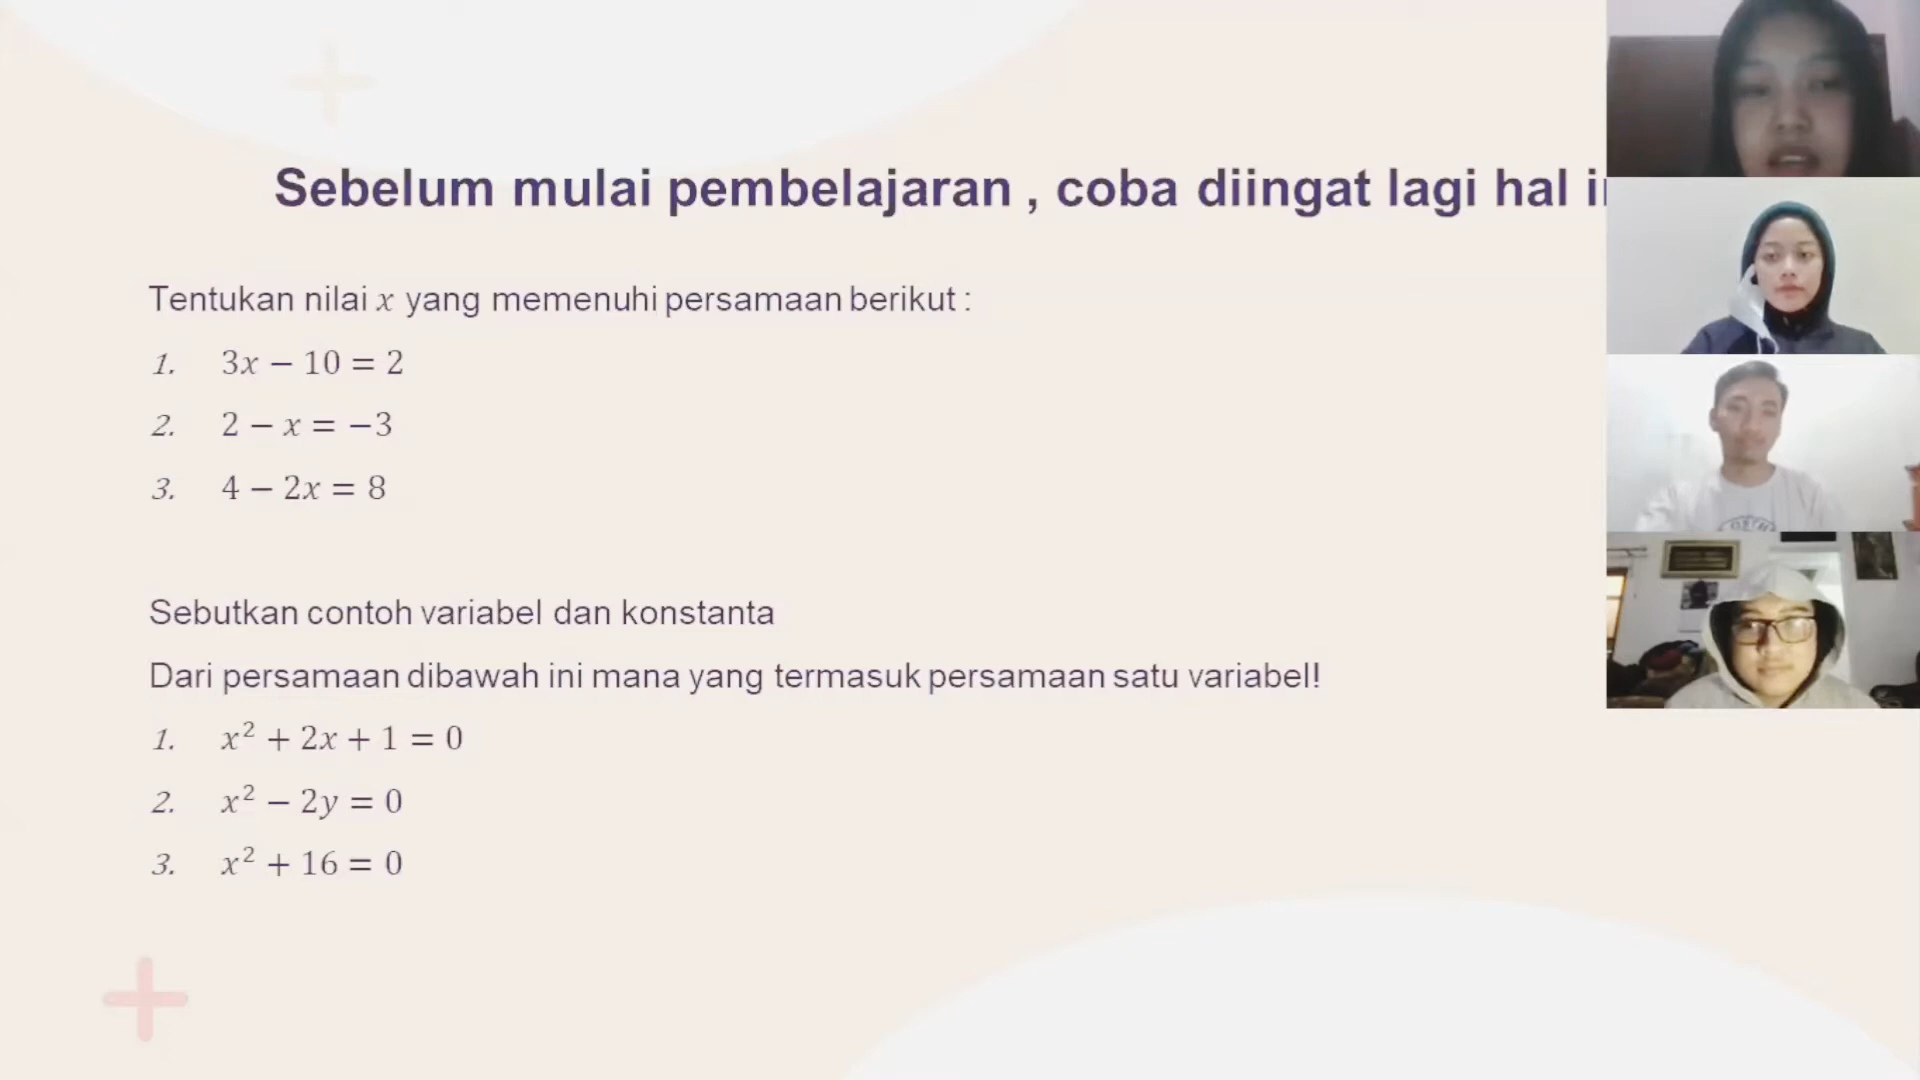 Sebelum mulai pembelajaran , coba diingat lagi hal
Tentukan nilai x yang memenuhi persamaan berikut :
1. 3x − 10 = 2
2. 2 − x = −3
3. 4 − 2x = 8
Sebutkan contoh variabel dan konstanta
Dari persamaan dibawah ini mana yang termasuk persamaan satu variabel!
1. x² + 2x + 1 = 0
2. x² − 2y = 0
3. x² + 16 = 0